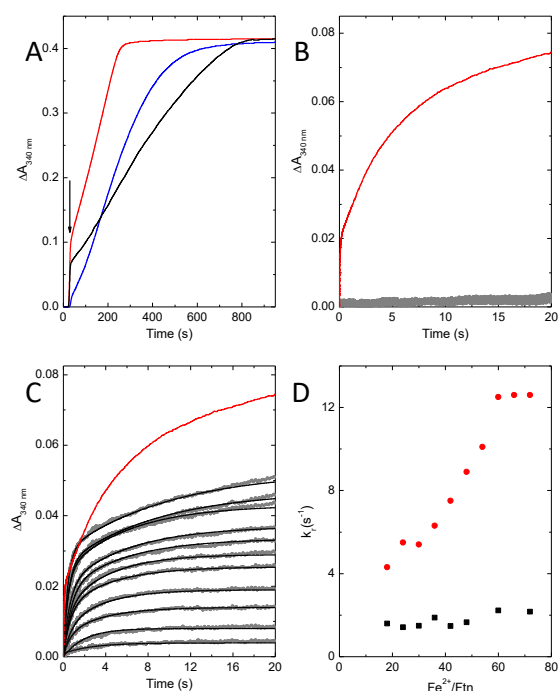 A
ΔA340 nm
0.4
0.3
0.2
0.1
0.0
0 200 400 600 800
Time (s)
B
ΔA340 nm
0.08
0.06
0.04
0.02
0.00
0 5 10 15 20
Time (s)
C
ΔA340 nm
0.08
0.06
0.04
0.02
0.00
0 4 8 12 16 20
Time (s)
D
kr(s⁻¹)
12
8
4
0
0 20 40 60 80
Fe²⁺/Ftn